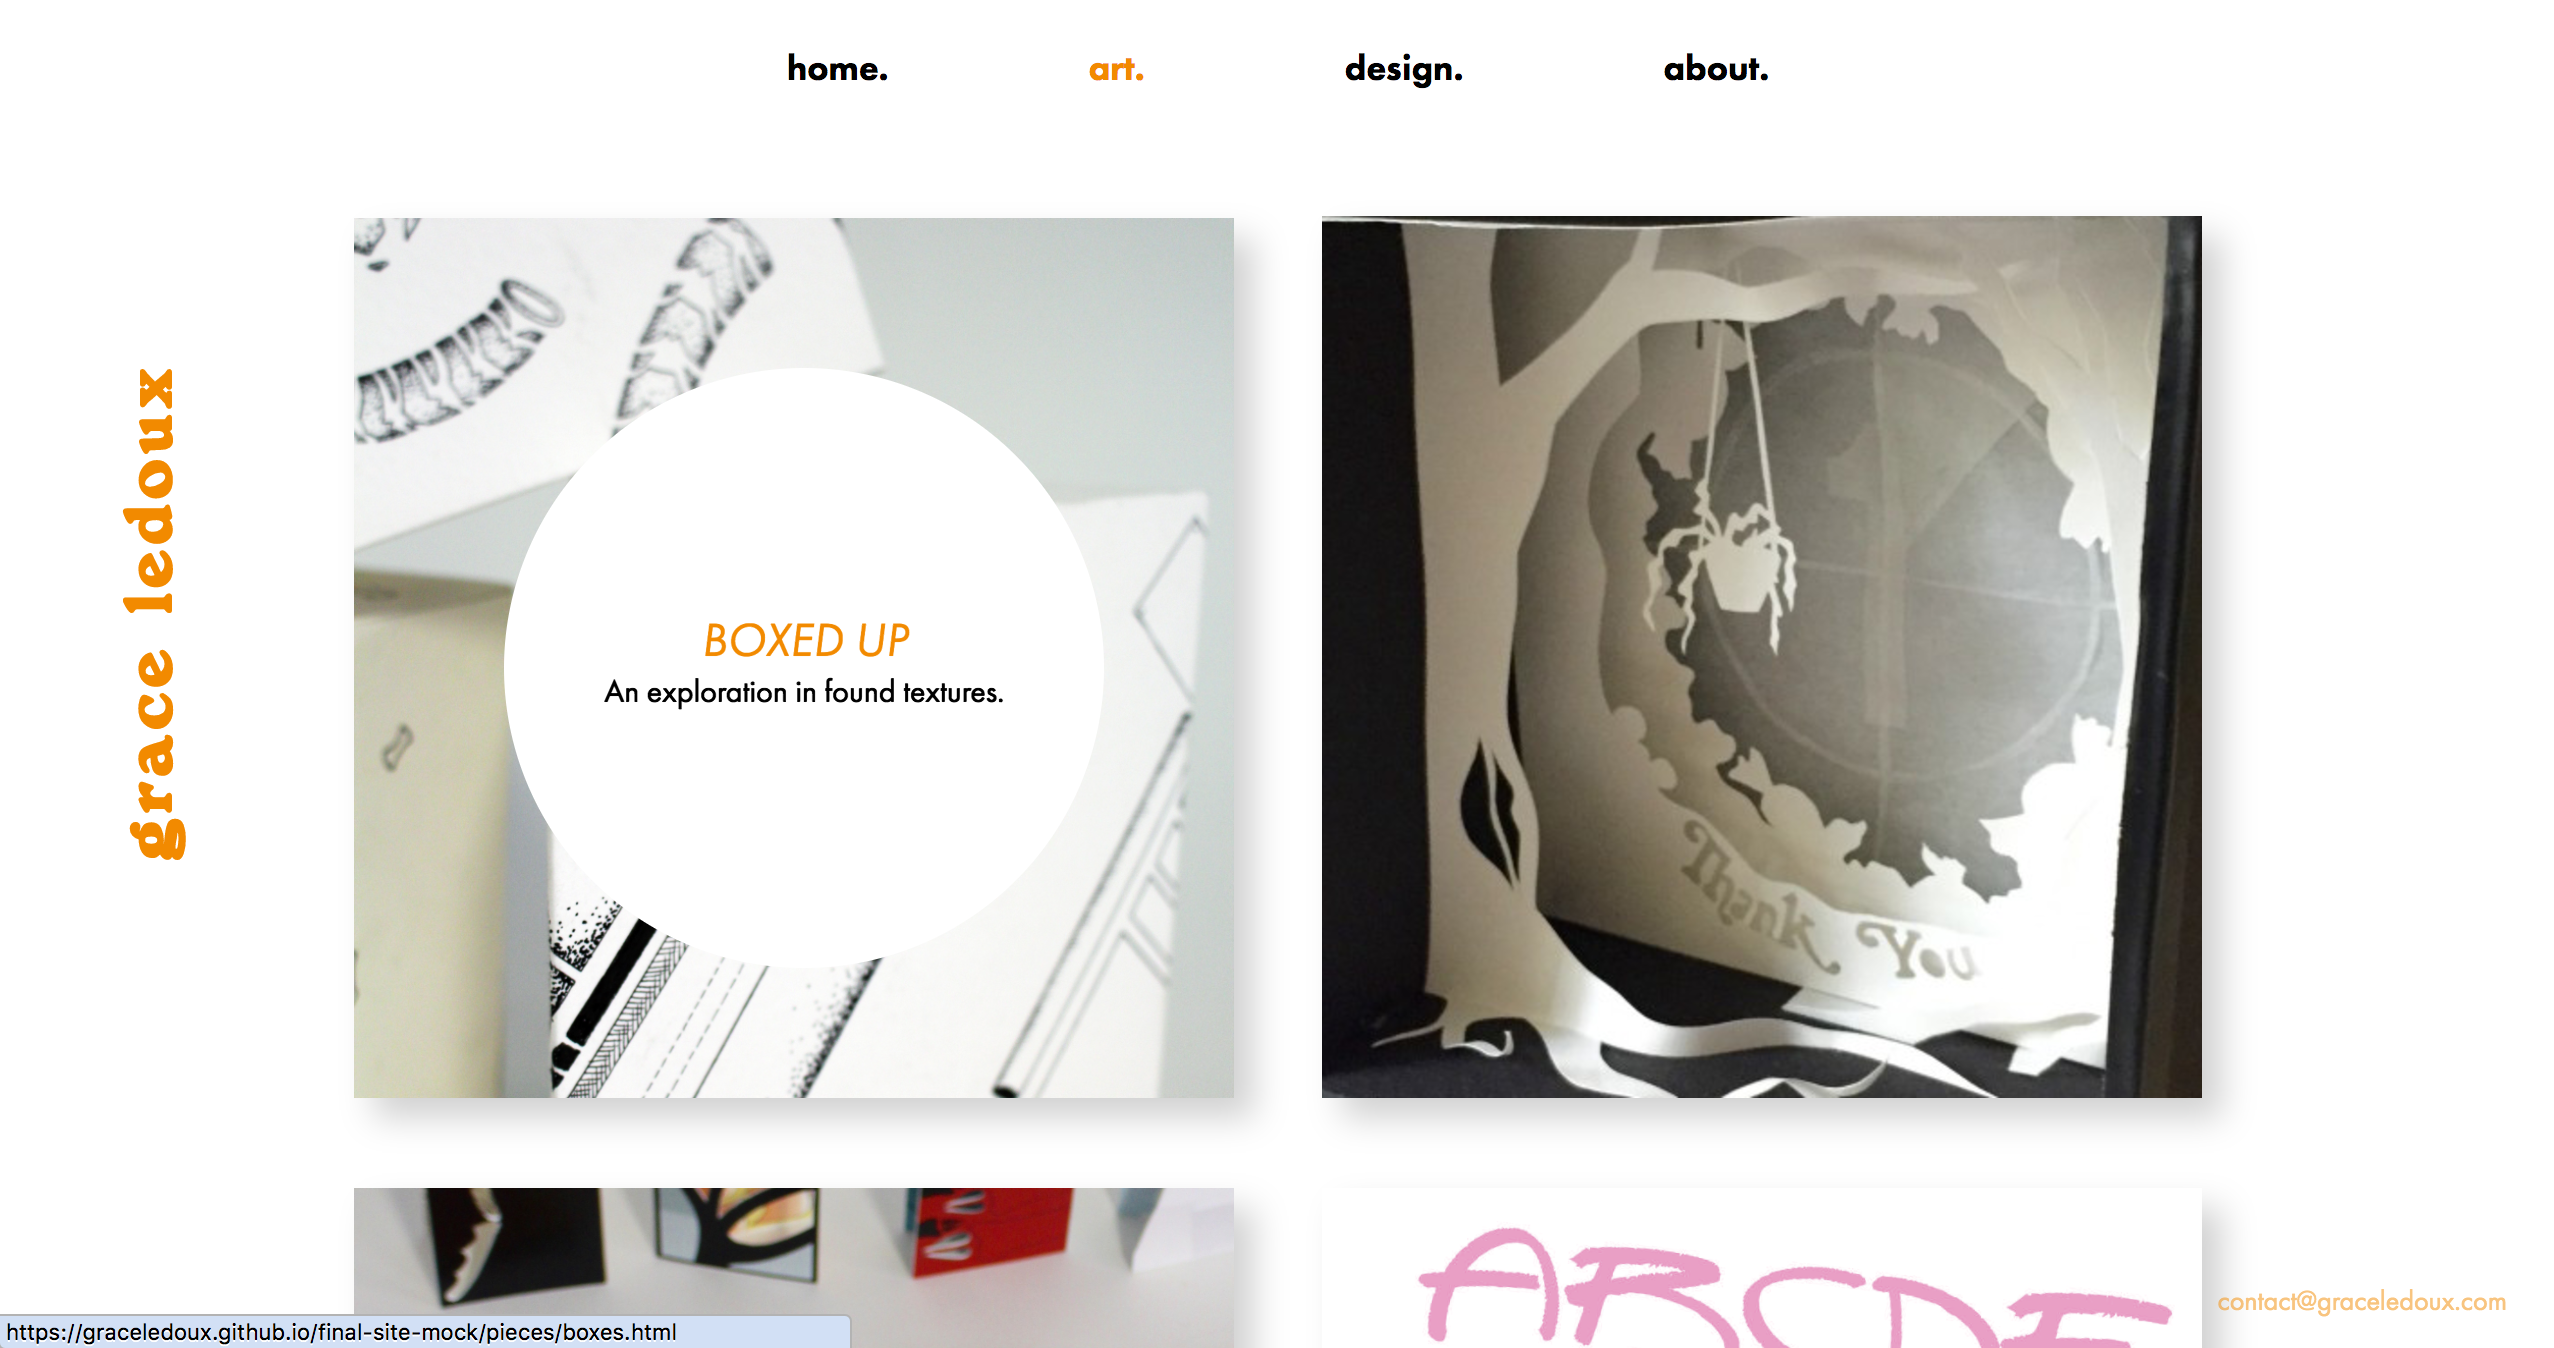 home.
art.
design.
about.
grace ledoux
BOXED UP
An exploration in found textures.
Thank You
ABCDE
contact@graceledoux.com
https://graceledoux.github.io/final-site-mock/pieces/boxes.html